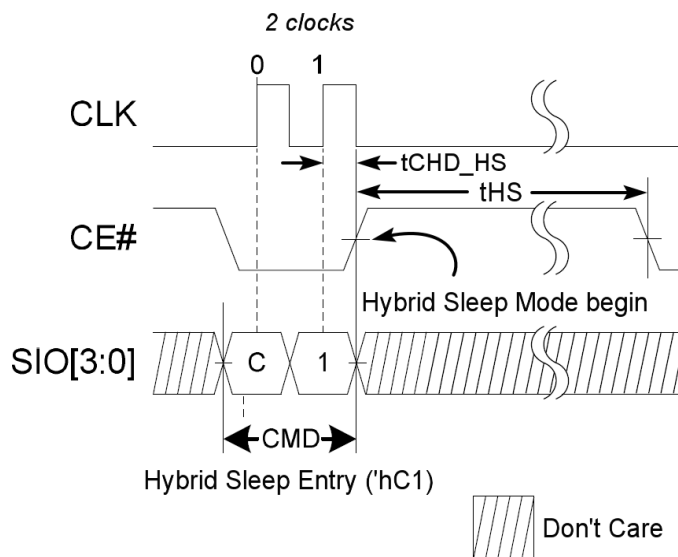 2 clocks
0 1
CLK
tCHD_HS
tHS
CE#
Hybrid Sleep Mode begin
SIO[3:0]
C 1
CMD
Hybrid Sleep Entry ('hC1)
Don't Care